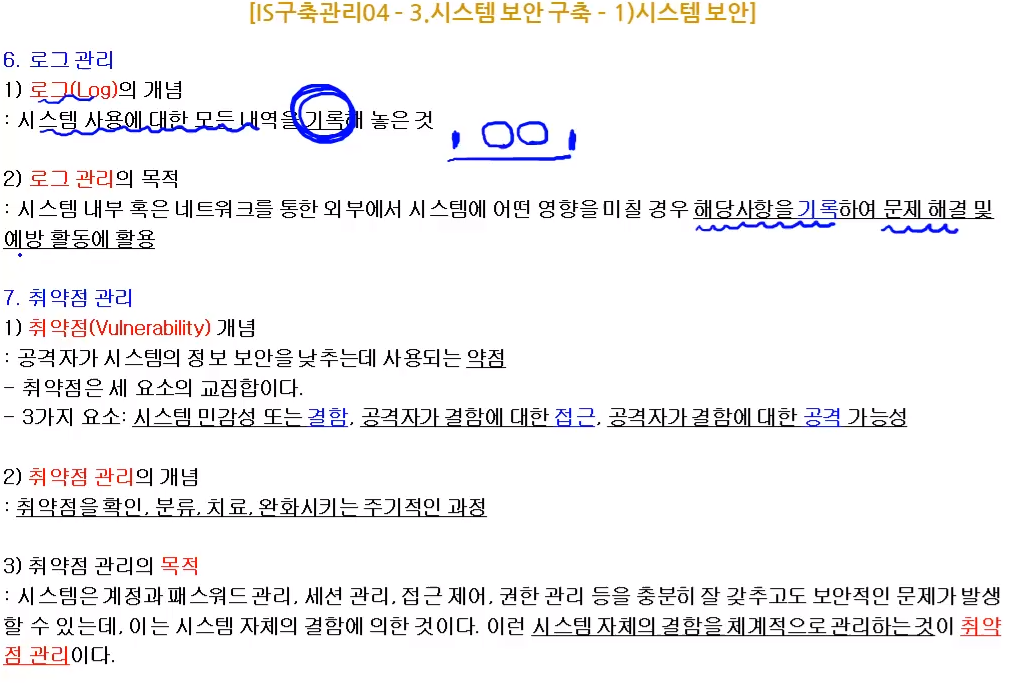 [IS구축관리04 - 3.시스템 보안 구축 - 1)시스템 보안]
6. 로그 관리
1) 로그(Log)의 개념
: 시스템 사용에 대한 모든 내역을 기록해 놓은 것
2) 로그 관리의 목적
: 시스템 내부 혹은 네트워크를 통한 외부에서 시스템에 어떤 영향을 미칠 경우 해당사항을 기록하여 문제 해결 및
예방 활동에 활용
7. 취약점 관리
1) 취약점(Vulnerability) 개념
: 공격자가 시스템의 정보 보안을 낮추는데 사용되는 약점
- 취약점은 세 요소의 교집합이다.
- 3가지 요소: 시스템 민감성 또는 결함, 공격자가 결함에 대한 접근, 공격자가 결함에 대한 공격 가능성
2) 취약점 관리의 개념
: 취약점을 확인, 분류, 치료, 완화시키는 주기적인 과정
3) 취약점 관리의 목적
: 시스템은 계정과 패스워드 관리, 세션 관리, 접근 제어, 권한 관리 등을 충분히 잘 갖추고도 보안적인 문제가 발생
할 수 있는데, 이는 시스템 자체의 결함에 의한 것이다. 이런 시스템 자체의 결함을 체계적으로 관리하는 것이 취약
점 관리이다.